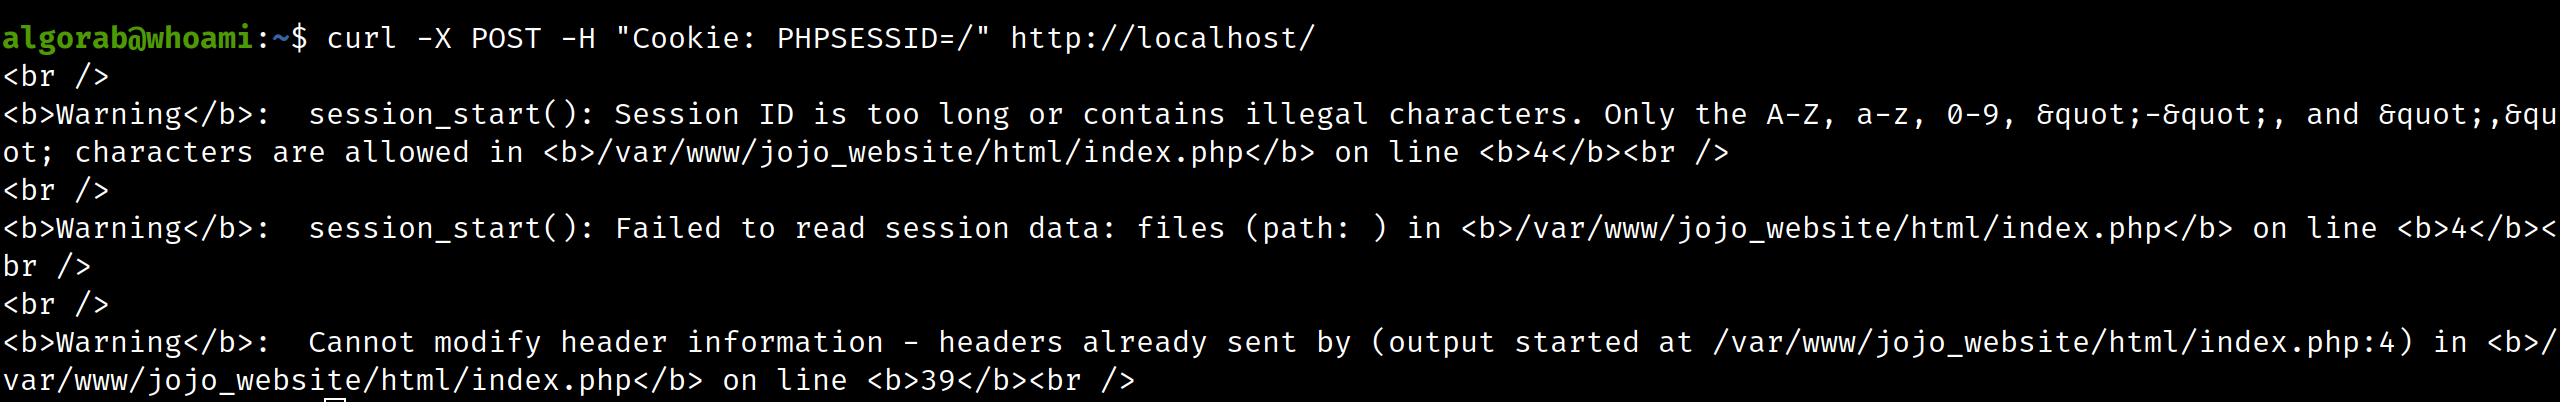 algorab@whoami:~$ curl -X POST -H "Cookie: PHPSESSID=/" http://localhost/
<br />
<b>Warning</b>:  session_start(): Session ID is too long or contains illegal characters. Only the A-Z, a-z, 0-9, &quot;-&quot;, and &quot;,&qu
ot; characters are allowed in <b>/var/www/jojo_website/html/index.php</b> on line <b>4</b><br />
<br />
<b>Warning</b>:  session_start(): Failed to read session data: files (path: ) in <b>/var/www/jojo_website/html/index.php</b> on line <b>4</b><
br />
<br />
<b>Warning</b>:  Cannot modify header information - headers already sent by (output started at /var/www/jojo_website/html/index.php:4) in <b>/
var/www/jojo_website/html/index.php</b> on line <b>39</b><br />